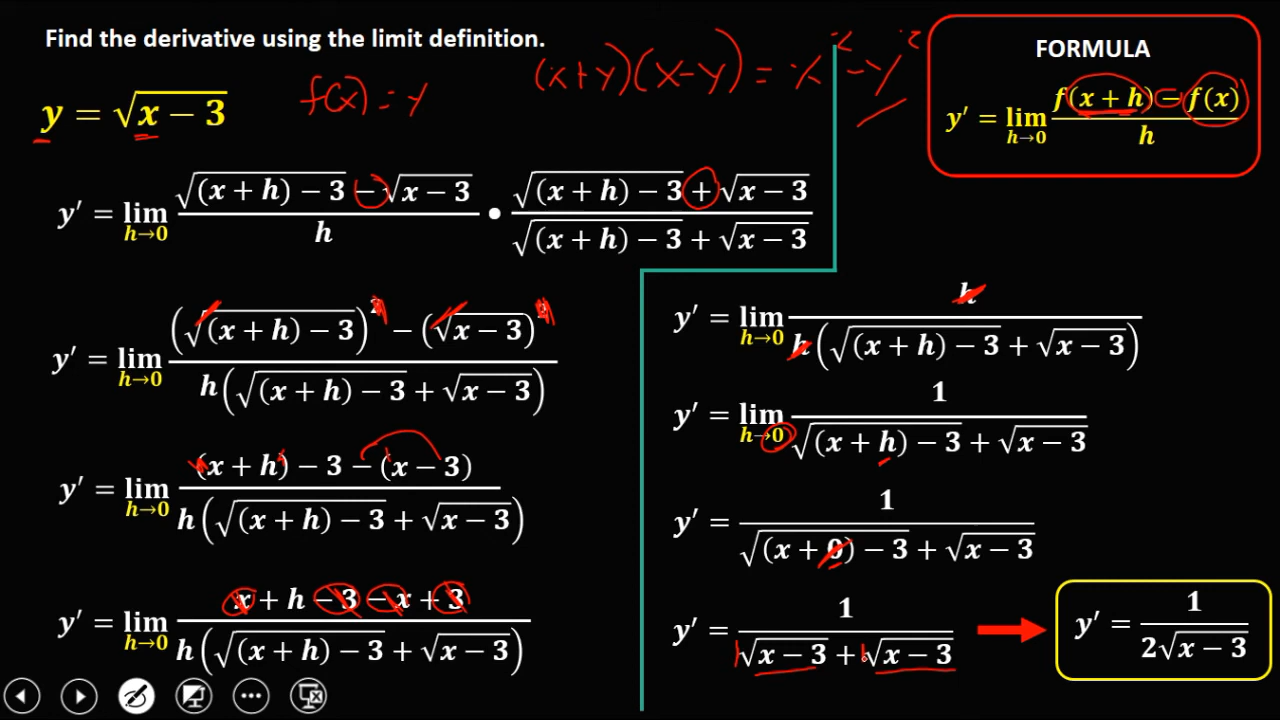 Find the derivative using the limit definition.
y = √(x − 3)
f(x) = y
(x+y)(x−y) = x² − y²
FORMULA
y′ = lim h→0 (f(x + h) − f(x)) / h
y′ = lim h→0 (√((x + h) − 3) − √(x − 3)) / h • (√((x + h) − 3) + √(x − 3)) / (√((x + h) − 3) + √(x − 3))
y′ = lim h→0 ((√((x + h) − 3))² − (√(x − 3))²) / (h(√((x + h) − 3) + √(x − 3)))
y′ = lim h→0 ((x + h) − 3 − (x − 3)) / (h(√((x + h) − 3) + √(x − 3)))
y′ = lim h→0 (x + h − 3 − x + 3) / (h(√((x + h) − 3) + √(x − 3)))
y′ = lim h→0 h / (h(√((x + h) − 3) + √(x − 3)))
y′ = lim h→0 1 / (√((x + h) − 3) + √(x − 3))
y′ = 1 / (√((x + 0) − 3) + √(x − 3))
y′ = 1 / (√(x − 3) + √(x − 3))
y′ = 1 / (2√(x − 3))